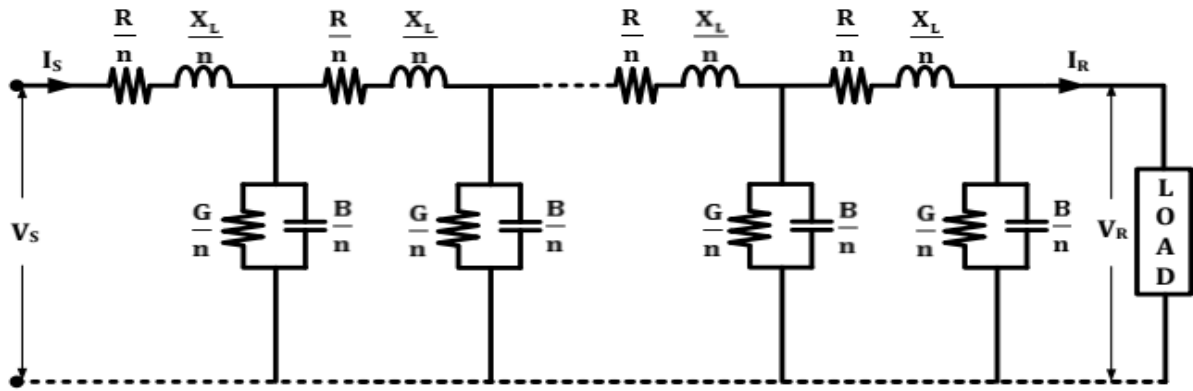 R X_L R X_L R X_L R X_L
n n n n n n n n
I_S I_R
G B G B G B G B
n n n n n n n n
V_S V_R
L
O
A
D